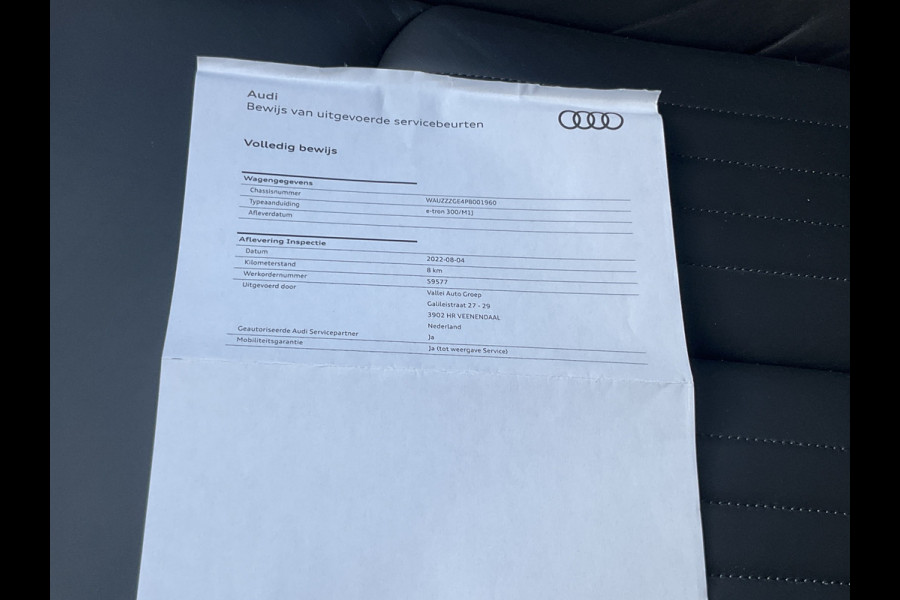 Audi
Bewijs van uitgevoerde servicebeurten
Volledig bewijs
Wagengegevens
Chassisnummer WAUZZZGE4PB001960
Typeaanduiding e-tron 300/M1J
Afleverdatum
Aflevering Inspectie
Datum 2022-08-04
Kilometerstand 8 km
Werkordernummer 59577
Uitgevoerd door Vallei Auto Groep
Galileistraat 27 - 29
3902 HR VEENENDAAL
Nederland
Geautoriseerde Audi Servicepartner Ja
Mobiliteitsgarantie Ja (tot weergave Service)